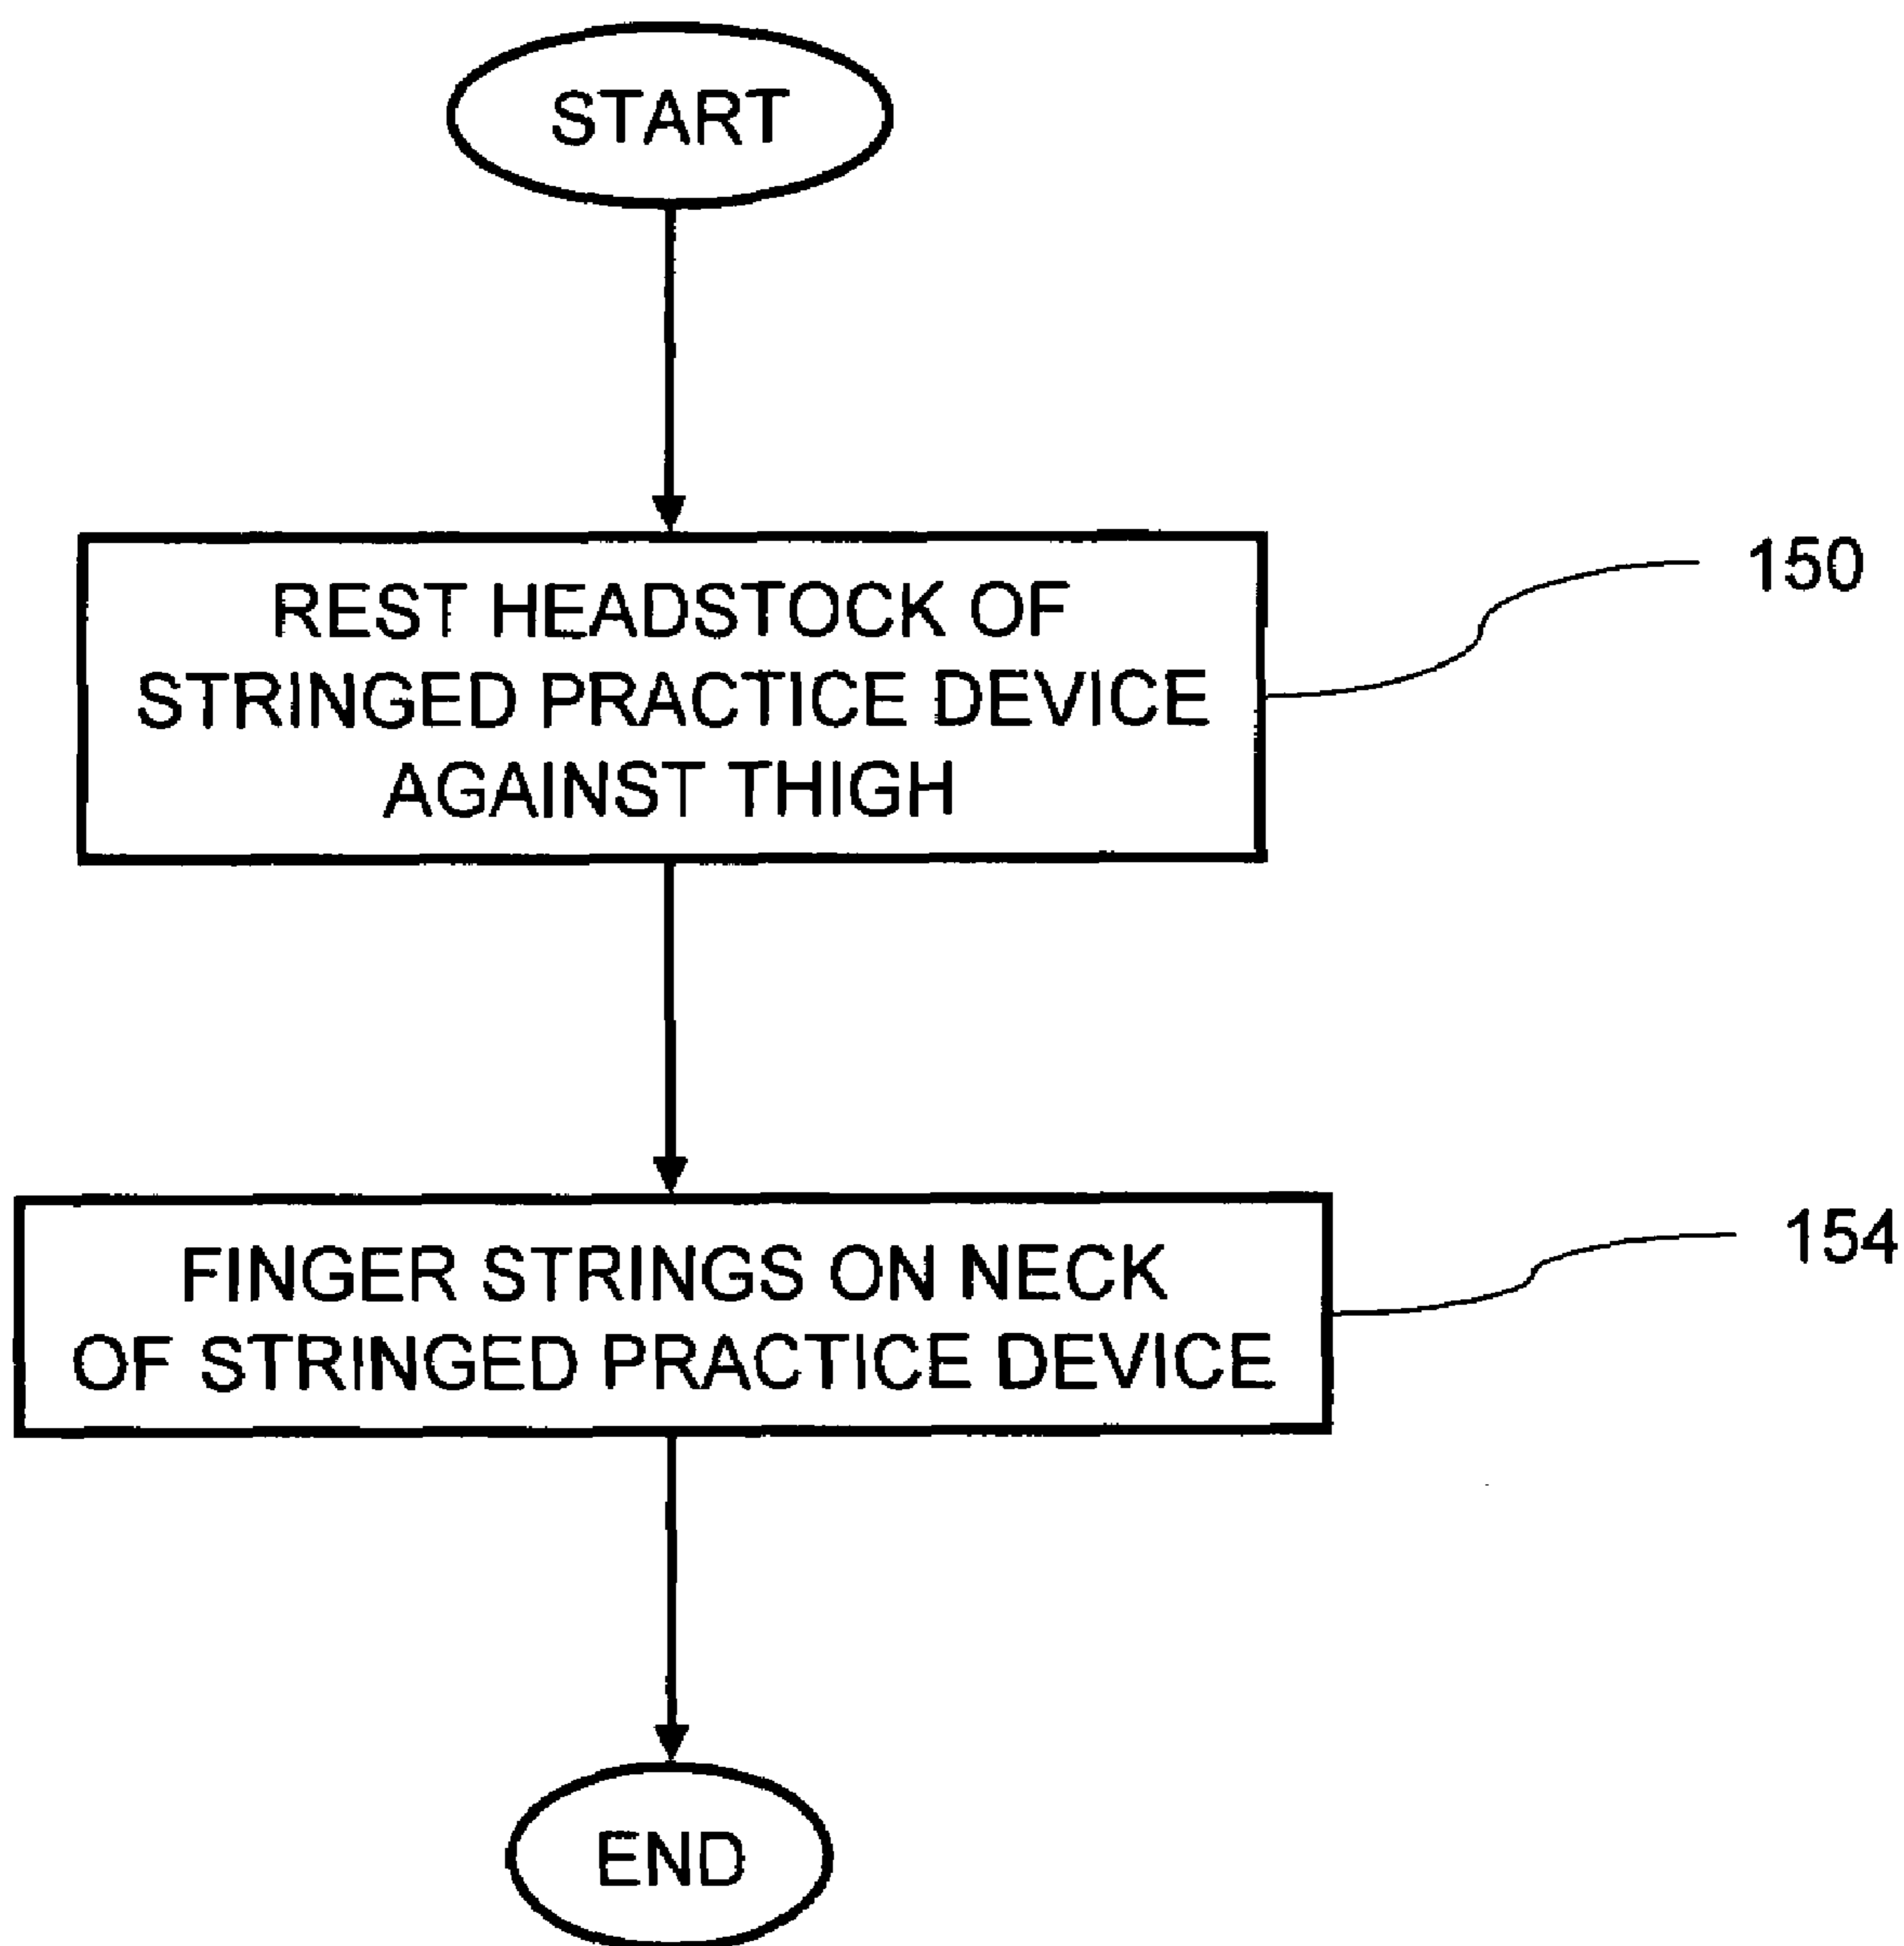 START
REST HEADSTOCK OF
STRINGED PRACTICE DEVICE
AGAINST THIGH
150
FINGER STRINGS ON NECK
OF STRINGED PRACTICE DEVICE
154
END